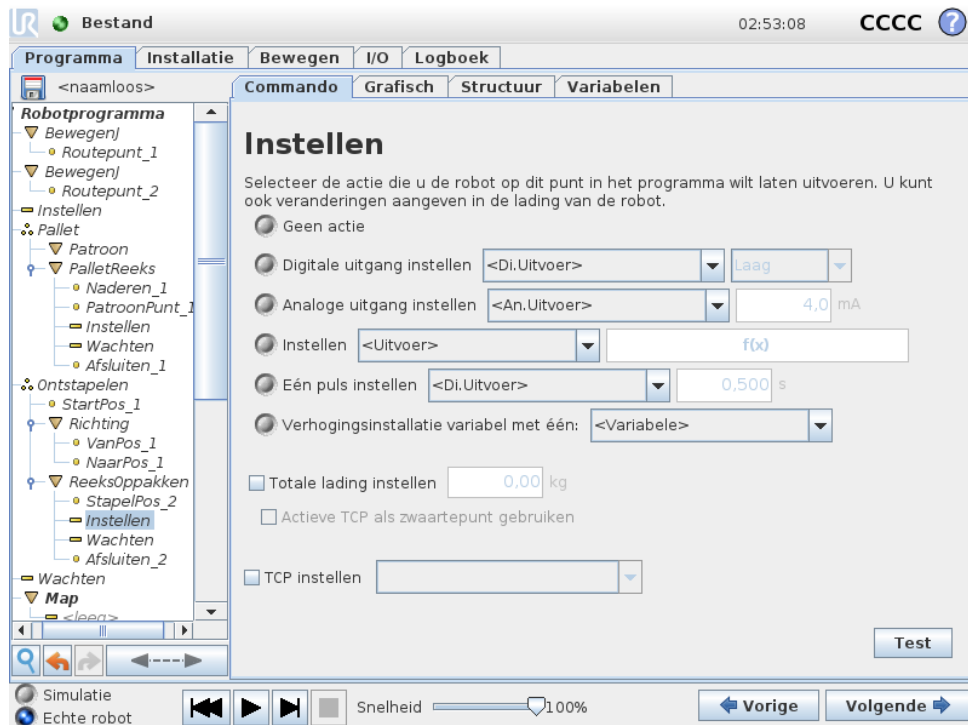 UR Bestand 02:53:08 CCCC ?
Programma Installatie Bewegen I/O Logboek
<naamloos> Commando Grafisch Structuur Variabelen
Robotprogramma
BewegenJ
Routepunt_1
BewegenJ
Routepunt_2
Instellen
Pallet
Patroon
PalletReeks
Naderen_1
PatroonPunt_1
Instellen
Wachten
Afsluiten_1
Ontstapelen
StartPos_1
Richting
VanPos_1
NaarPos_1
ReeksOppakken
StapelPos_2
Instellen
Wachten
Afsluiten_2
Wachten
Map
<leeg>
Instellen
Selecteer de actie die u de robot op dit punt in het programma wilt laten uitvoeren. U kunt
ook veranderingen aangeven in de lading van de robot.
Geen actie
Digitale uitgang instellen <Di.Uitvoer> Laag
Analoge uitgang instellen <An.Uitvoer> 4,0 mA
Instellen <Uitvoer> f(x)
Eén puls instellen <Di.Uitvoer> 0,500 s
Verhogingsinstallatie variabel met één: <Variabele>
Totale lading instellen 0,00 kg
Actieve TCP als zwaartepunt gebruiken
TCP instellen
Test
Simulatie
Echte robot
Snelheid 100%
Vorige Volgende